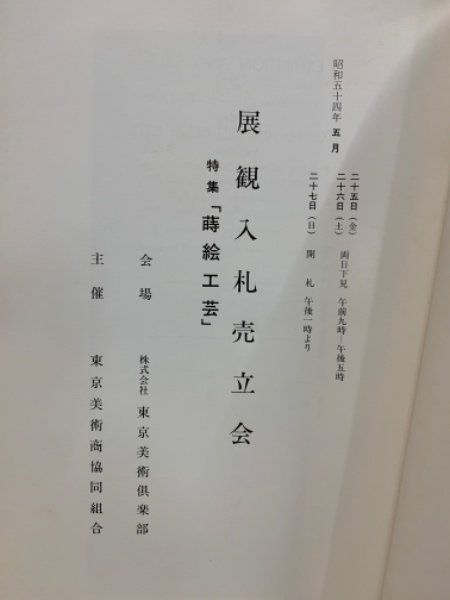 昭和五十四年 五月
二十五日（金）
二十六日（土） 両日下見 午前九時―午後五時
二十七日（日） 開札 午後一時より
展観入札売立会
特集「蒔絵工芸」
会場 株式会社 東京美術倶楽部
主催 東京美術商協同組合